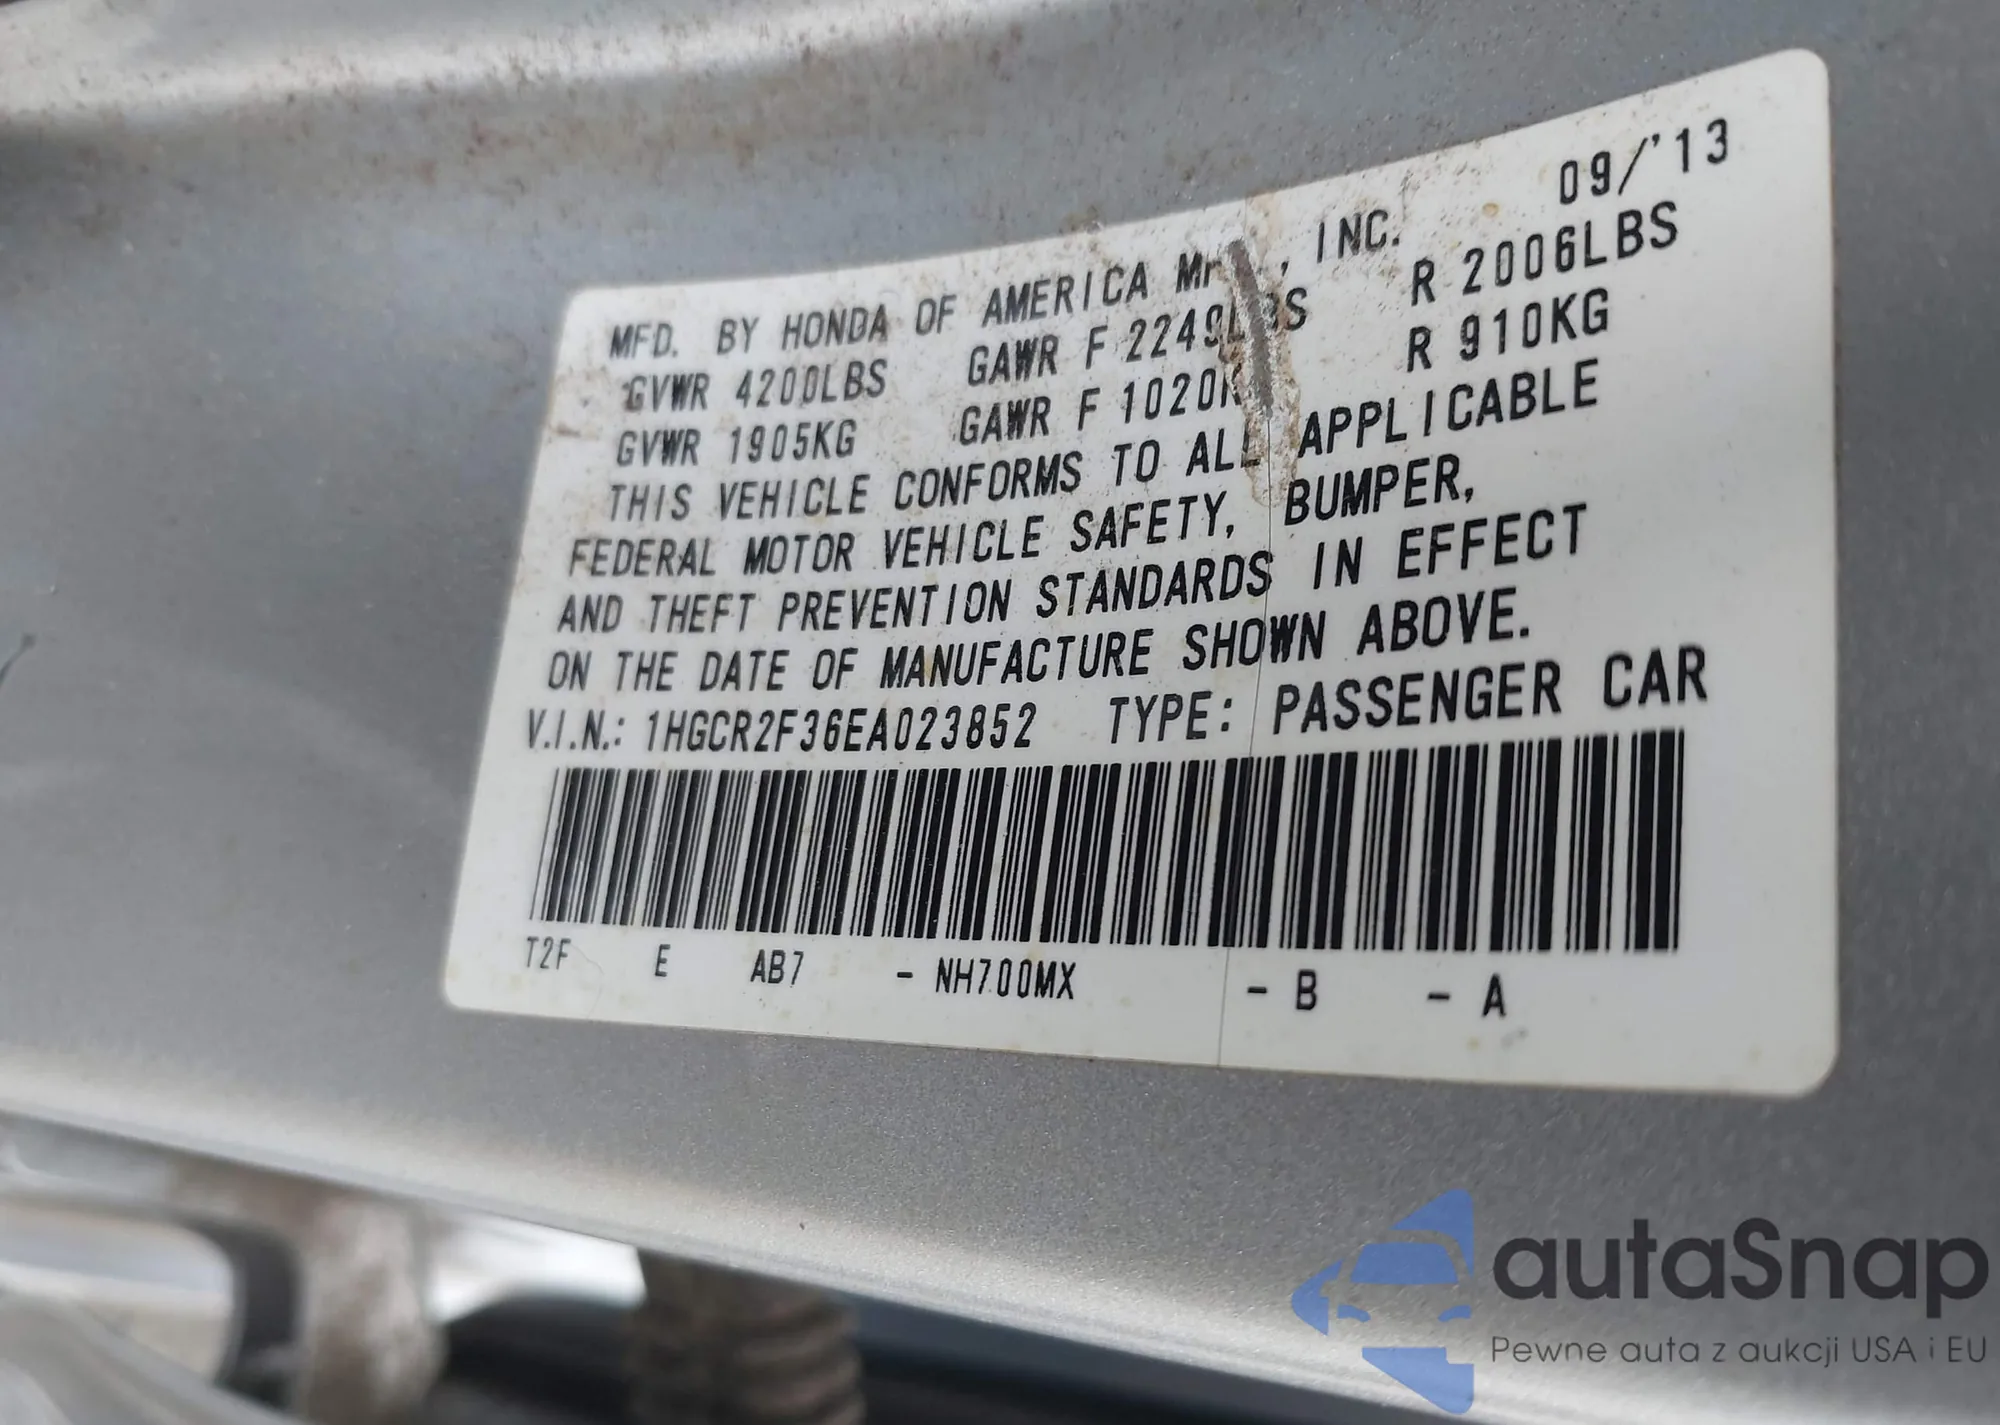 MFD. BY HONDA OF AMERICA , INC. 09/'13
GVWR 4200LBS GAWR F 2249LBS R 2006LBS
GVWR 1905KG GAWR F R 910KG
THIS VEHICLE CONFORMS TO ALL APPLICABLE
FEDERAL MOTOR VEHICLE SAFETY, BUMPER,
AND THEFT PREVENTION STANDARDS IN EFFECT
ON THE DATE OF MANUFACTURE SHOWN ABOVE.
V.I.N.: 1HGCR2F36EA023852 TYPE: PASSENGER CAR
T2F E AB7 - NH700MX - B - A
autaSnap
Pewne auta z aukcji USA i EU